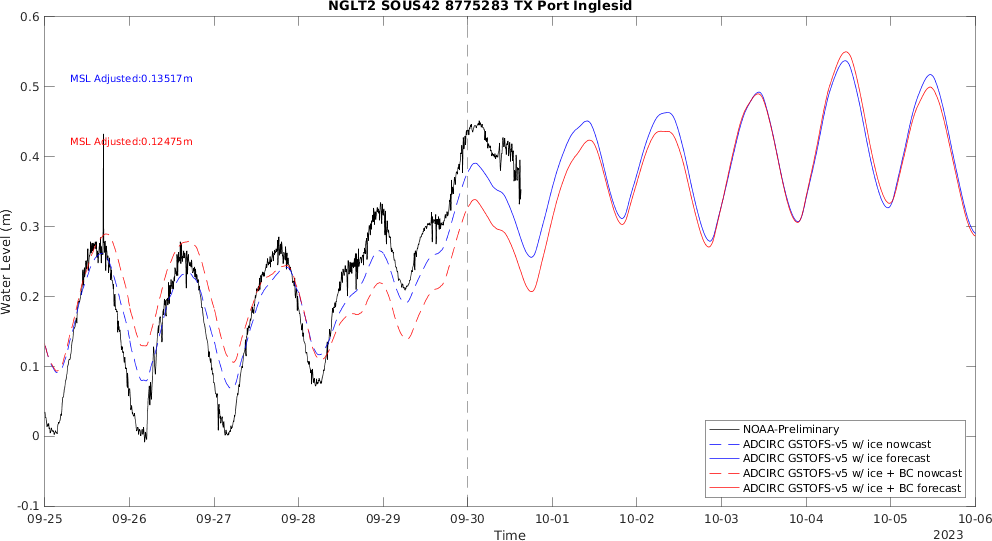 NGLT2 SOUS42 8775283 TX Port Inglesid
0.6
0.5
0.4
0.3
0.2
0.1
0
-0.1
Water Level (m)
MSL Adjusted:0.13517m
MSL Adjusted:0.12475m
NOAA-Preliminary
ADCIRC GSTOFS-v5 w/ ice nowcast
ADCIRC GSTOFS-v5 w/ ice forecast
ADCIRC GSTOFS-v5 w/ ice + BC nowcast
ADCIRC GSTOFS-v5 w/ ice + BC forecast
09-25 09-26 09-27 09-28 09-29 09-30 10-01 10-02 10-03 10-04 10-05 10-06
Time
2023